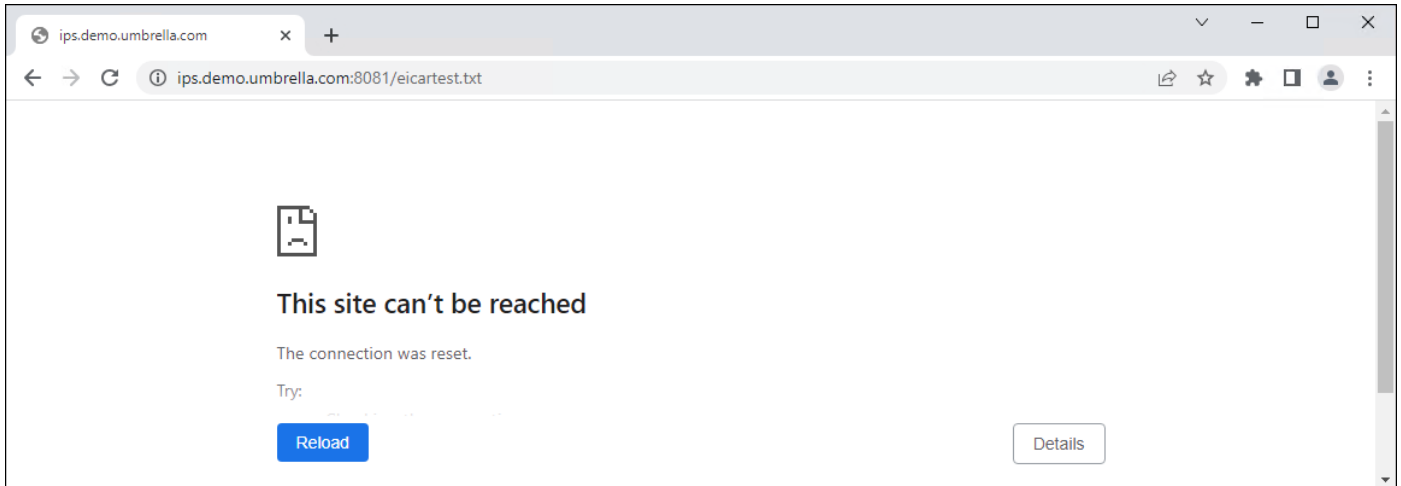 ips.demo.umbrella.com
ips.demo.umbrella.com:8081/eicartest.txt
This site can't be reached
The connection was reset.
Try:
Reload
Details